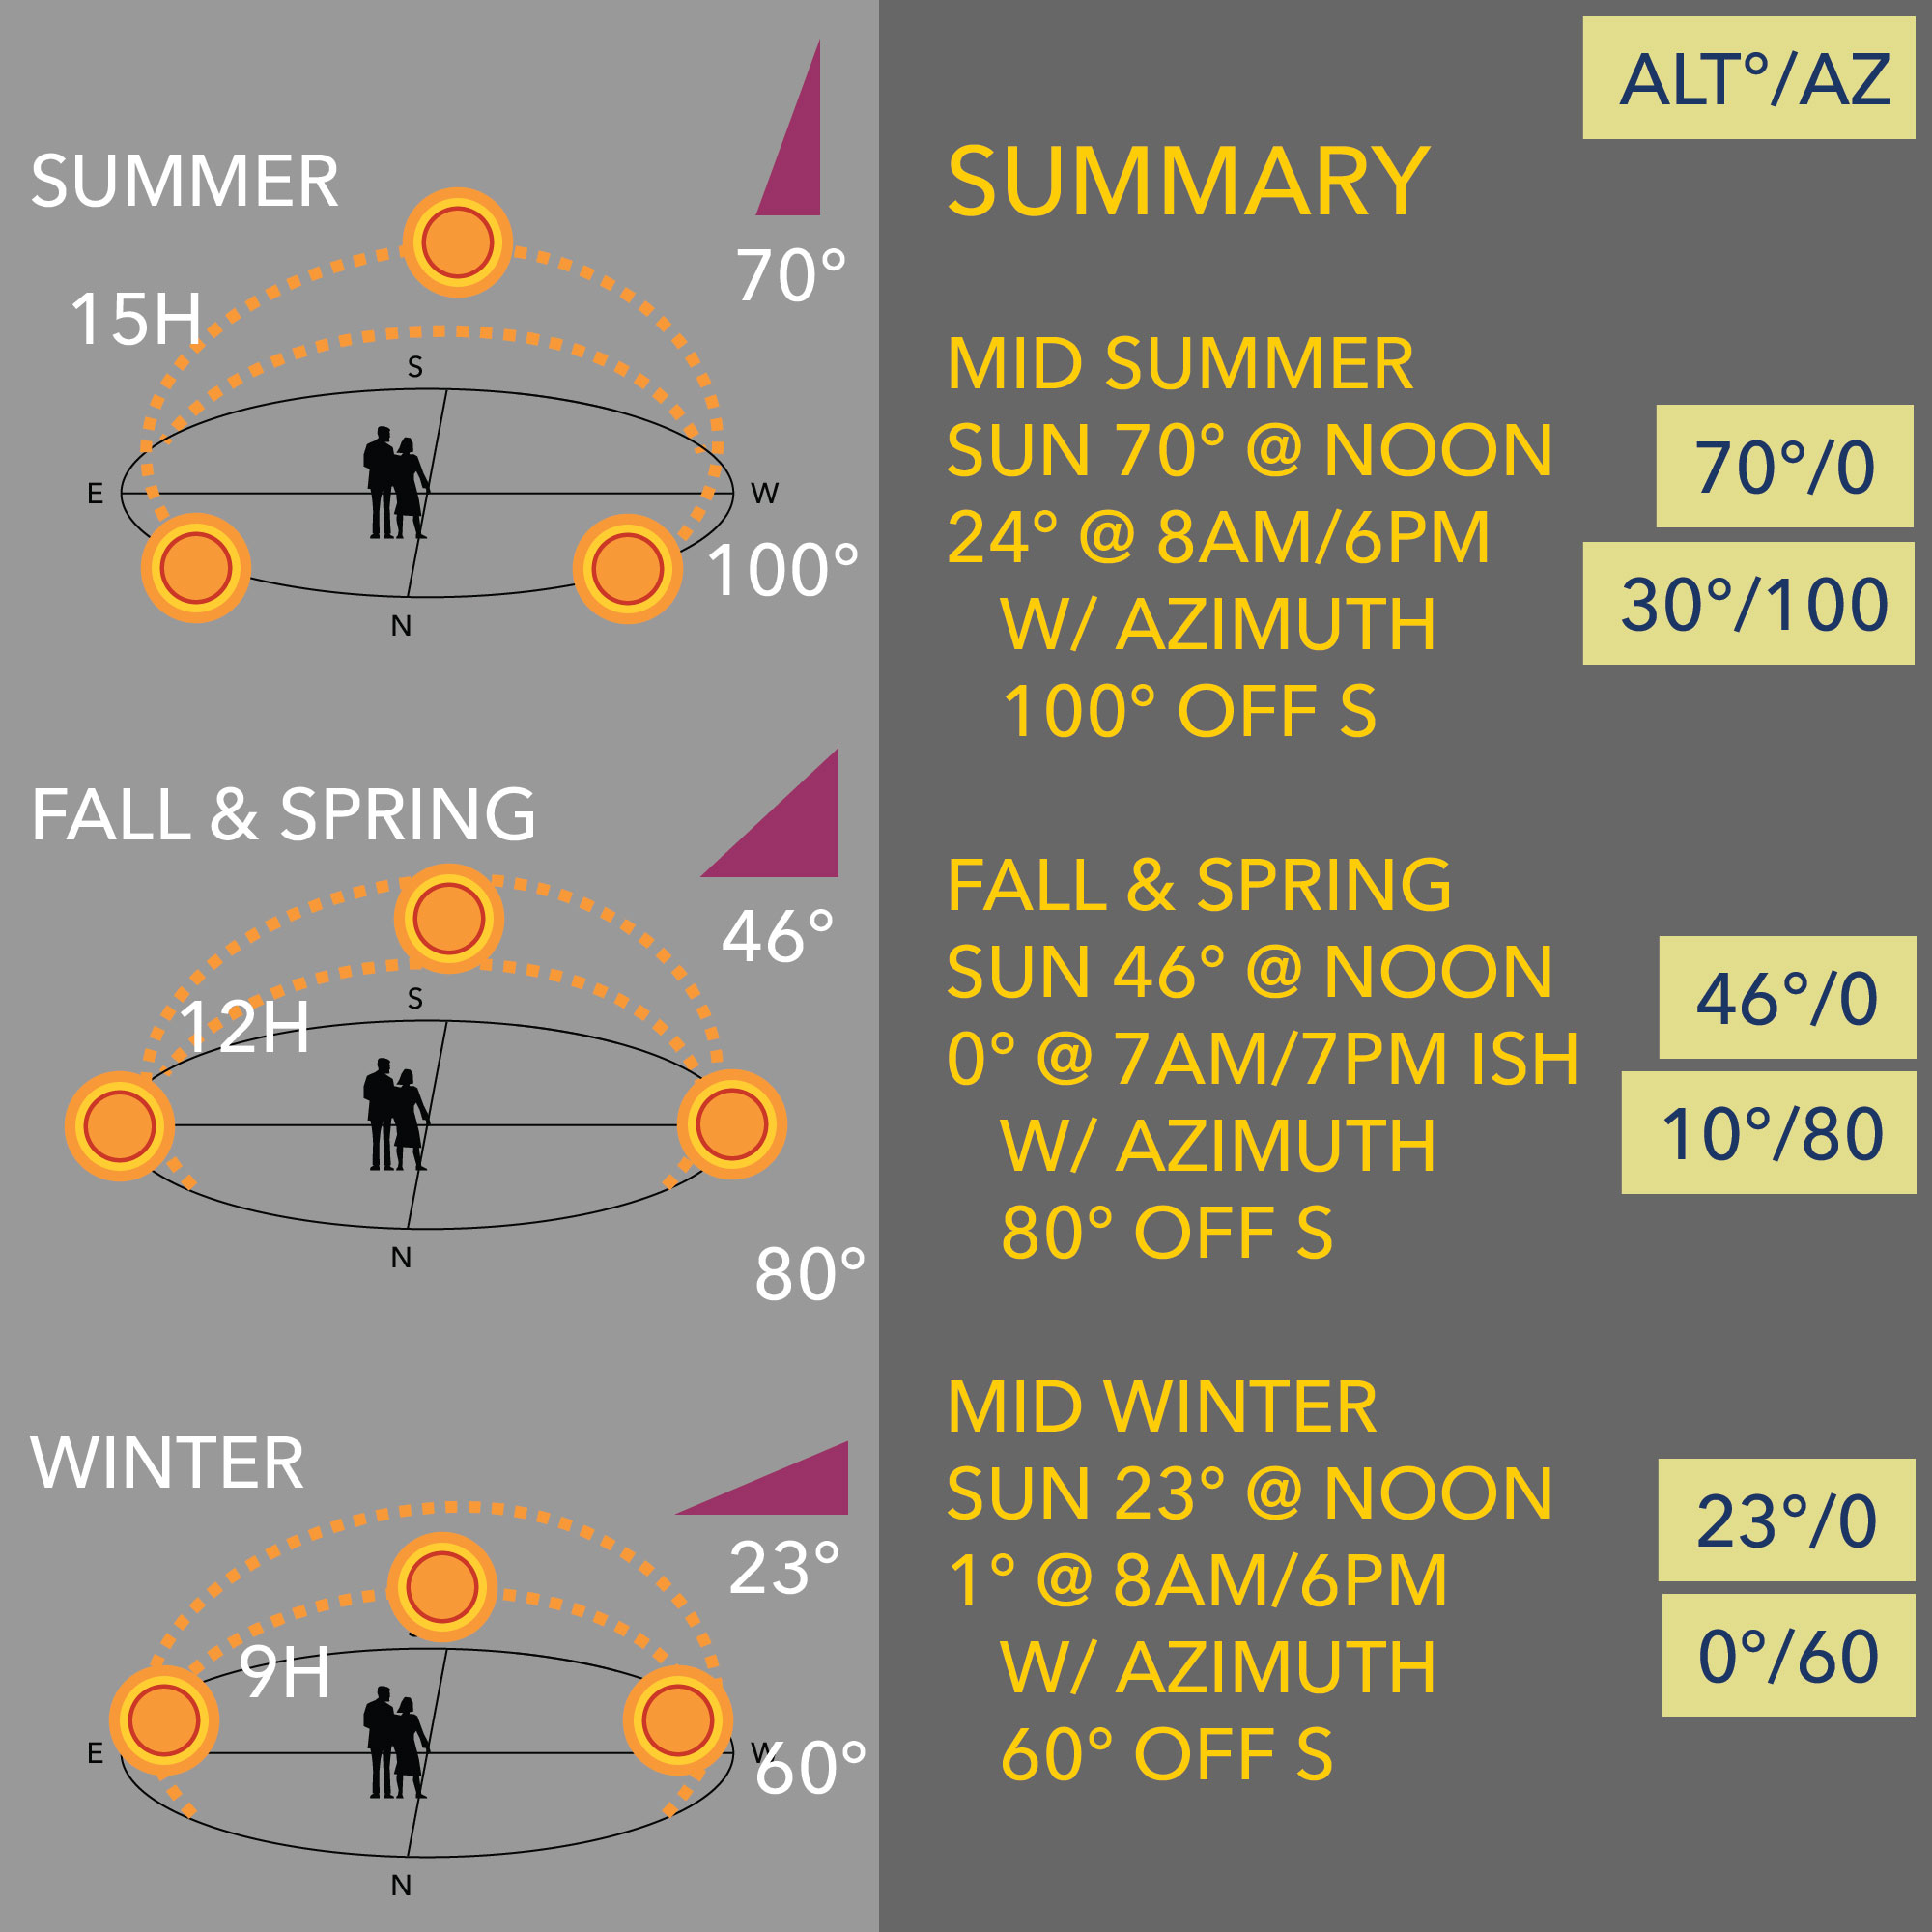 SUMMER
15H
70°
S
E
W
100°
N
FALL & SPRING
46°
12H
S
N
80°
WINTER
23°
9H
E
W
60°
N
ALT°/AZ
SUMMARY
MID SUMMER
SUN 70° @ NOON
70°/0
24° @ 8AM/6PM
30°/100
W/ AZIMUTH
100° OFF S
FALL & SPRING
SUN 46° @ NOON
46°/0
0° @ 7AM/7PM ISH
10°/80
W/ AZIMUTH
80° OFF S
MID WINTER
SUN 23° @ NOON
23°/0
1° @ 8AM/6PM
0°/60
W/ AZIMUTH
60° OFF S